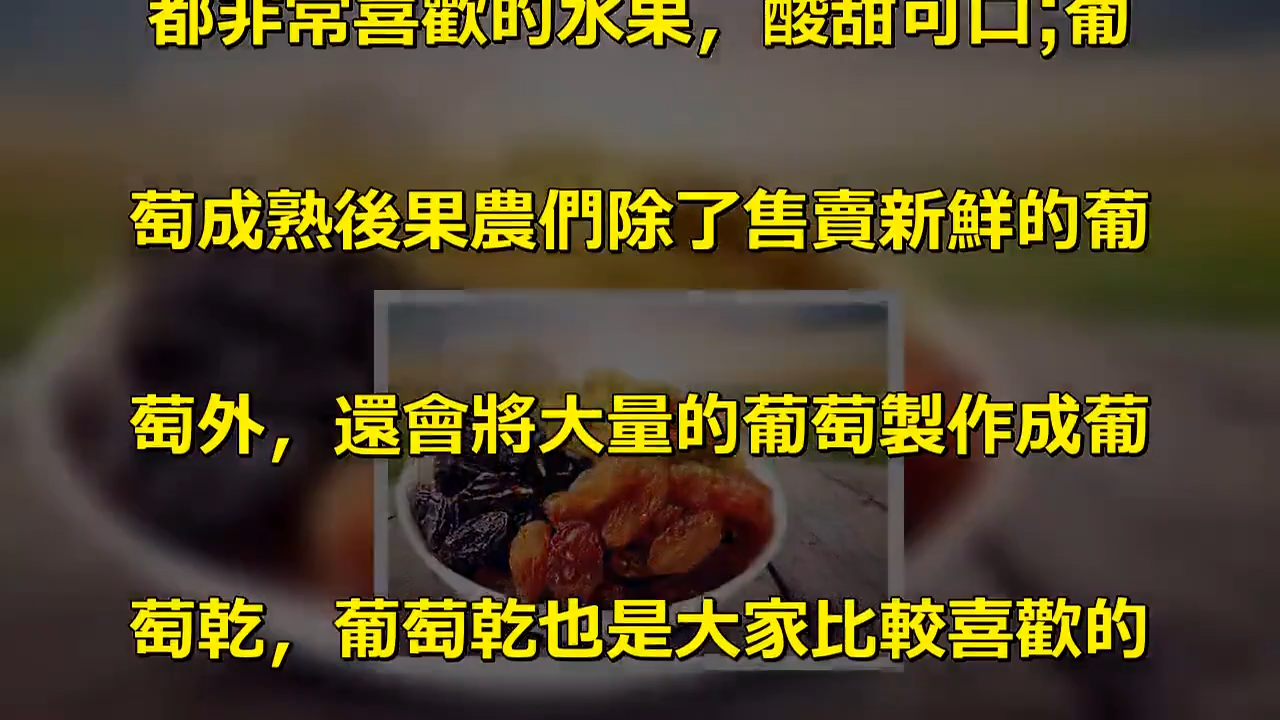 都非常喜歡的水果，酸甜可口;葡
萄成熟後果農們除了售賣新鮮的葡
萄外，還會將大量的葡萄製作成葡
萄乾，葡萄乾也是大家比較喜歡的